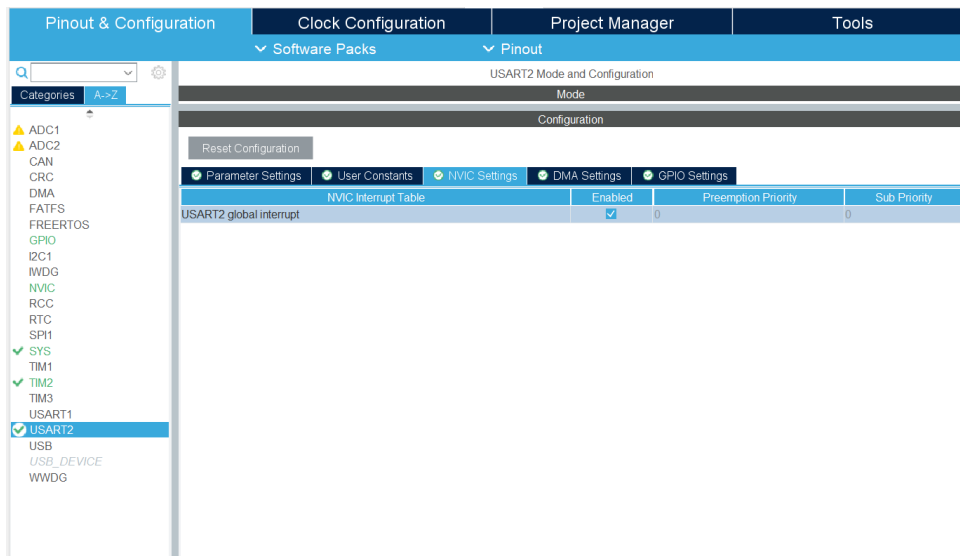 Pinout & Configuration Clock Configuration Project Manager Tools
Software Packs Pinout
USART2 Mode and Configuration
Categories A->Z
Mode
Configuration
Reset Configuration
Parameter Settings User Constants NVIC Settings DMA Settings GPIO Settings
NVIC Interrupt Table Enabled Preemption Priority Sub Priority
USART2 global interrupt 0 0
ADC1
ADC2
CAN
CRC
DMA
FATFS
FREERTOS
GPIO
I2C1
IWDG
NVIC
RCC
RTC
SPI1
SYS
TIM1
TIM2
TIM3
USART1
USART2
USB
USB_DEVICE
WWDG